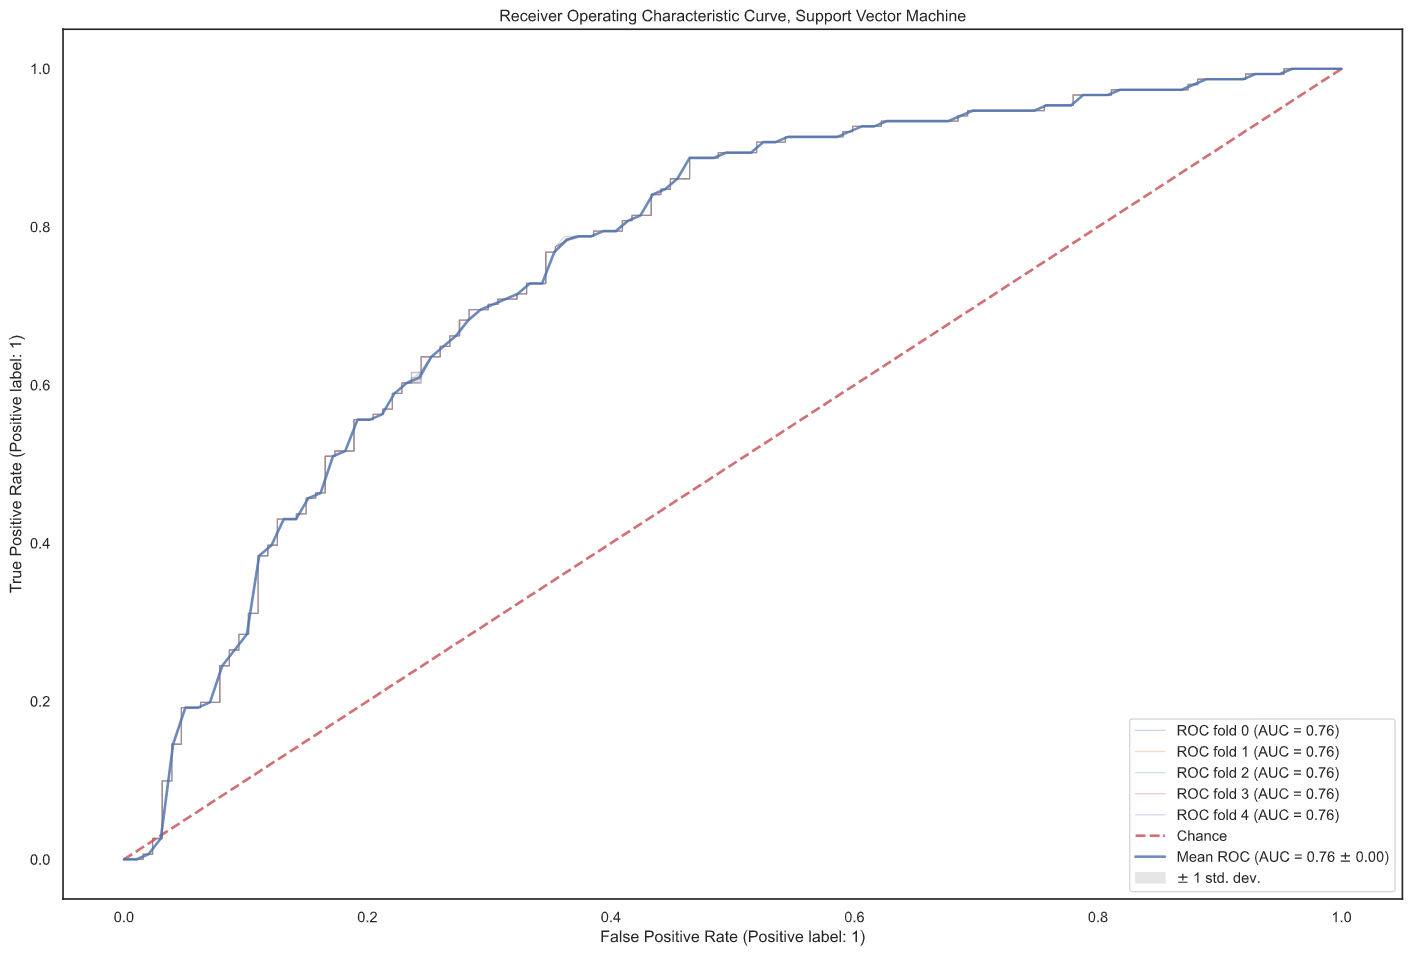 Receiver Operating Characteristic Curve, Support Vector Machine
1.0
0.8
0.6
0.4
0.2
0.0
True Positive Rate (Positive label: 1)
ROC fold 0 (AUC = 0.76)
ROC fold 1 (AUC = 0.76)
ROC fold 2 (AUC = 0.76)
ROC fold 3 (AUC = 0.76)
ROC fold 4 (AUC = 0.76)
Chance
Mean ROC (AUC = 0.76 ± 0.00)
± 1 std. dev.
0.0 0.2 0.4 0.6 0.8 1.0
False Positive Rate (Positive label: 1)